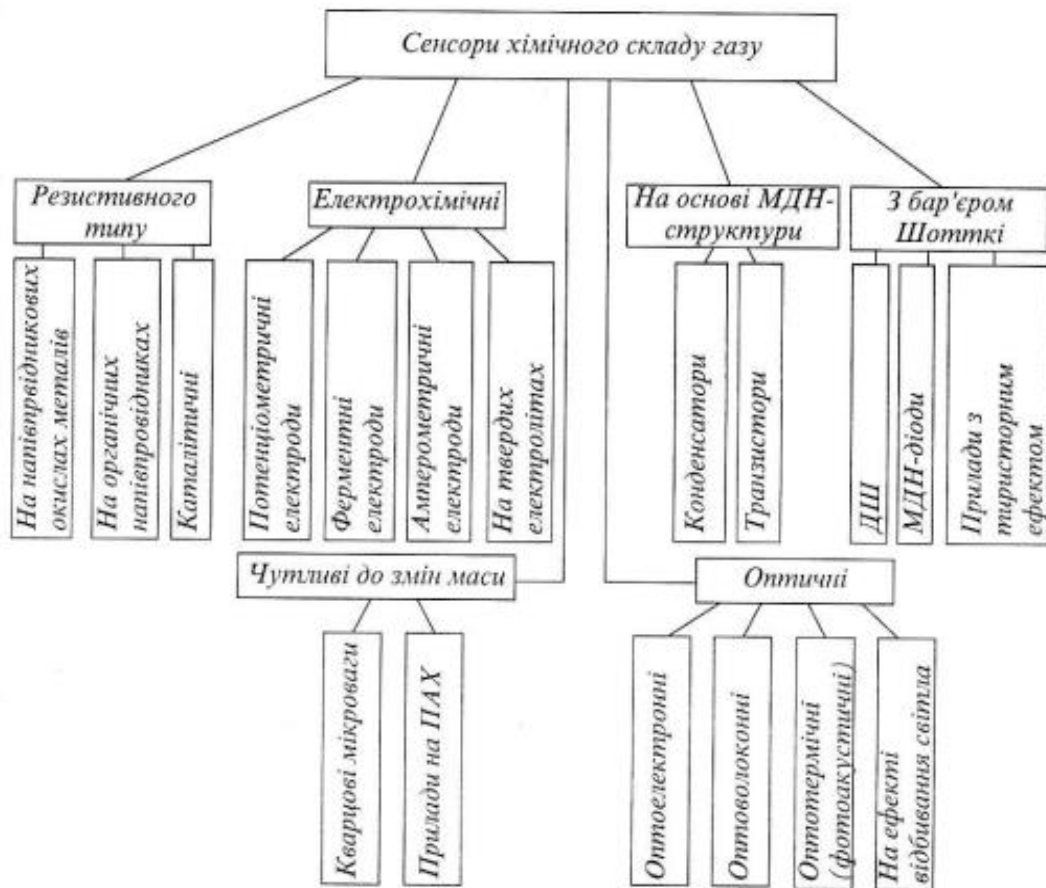 Сенсори хімічного складу газу
Резистивного
типу
Електрохімічні
На основі МДН-
структури
З бар'єром
Шотткі
На напівпрвідникових
окислах металів
На органічних
напівпровідниках
Каталітичні
Потенціометричні
електроди
Ферментні
електроди
Амперометричні
електроди
На твердих
електролітах
Конденсатори
Транзистори
ДШ
МДН-діоди
Прилади з
тиристорним
ефектом
Чутливі до змін маси
Оптичні
Кварцові мікроваги
Прилади на ПАХ
Оптоелектронні
Оптоволоконні
Оптотермічні
(фотоакустичні)
На ефекті
відбивання світла